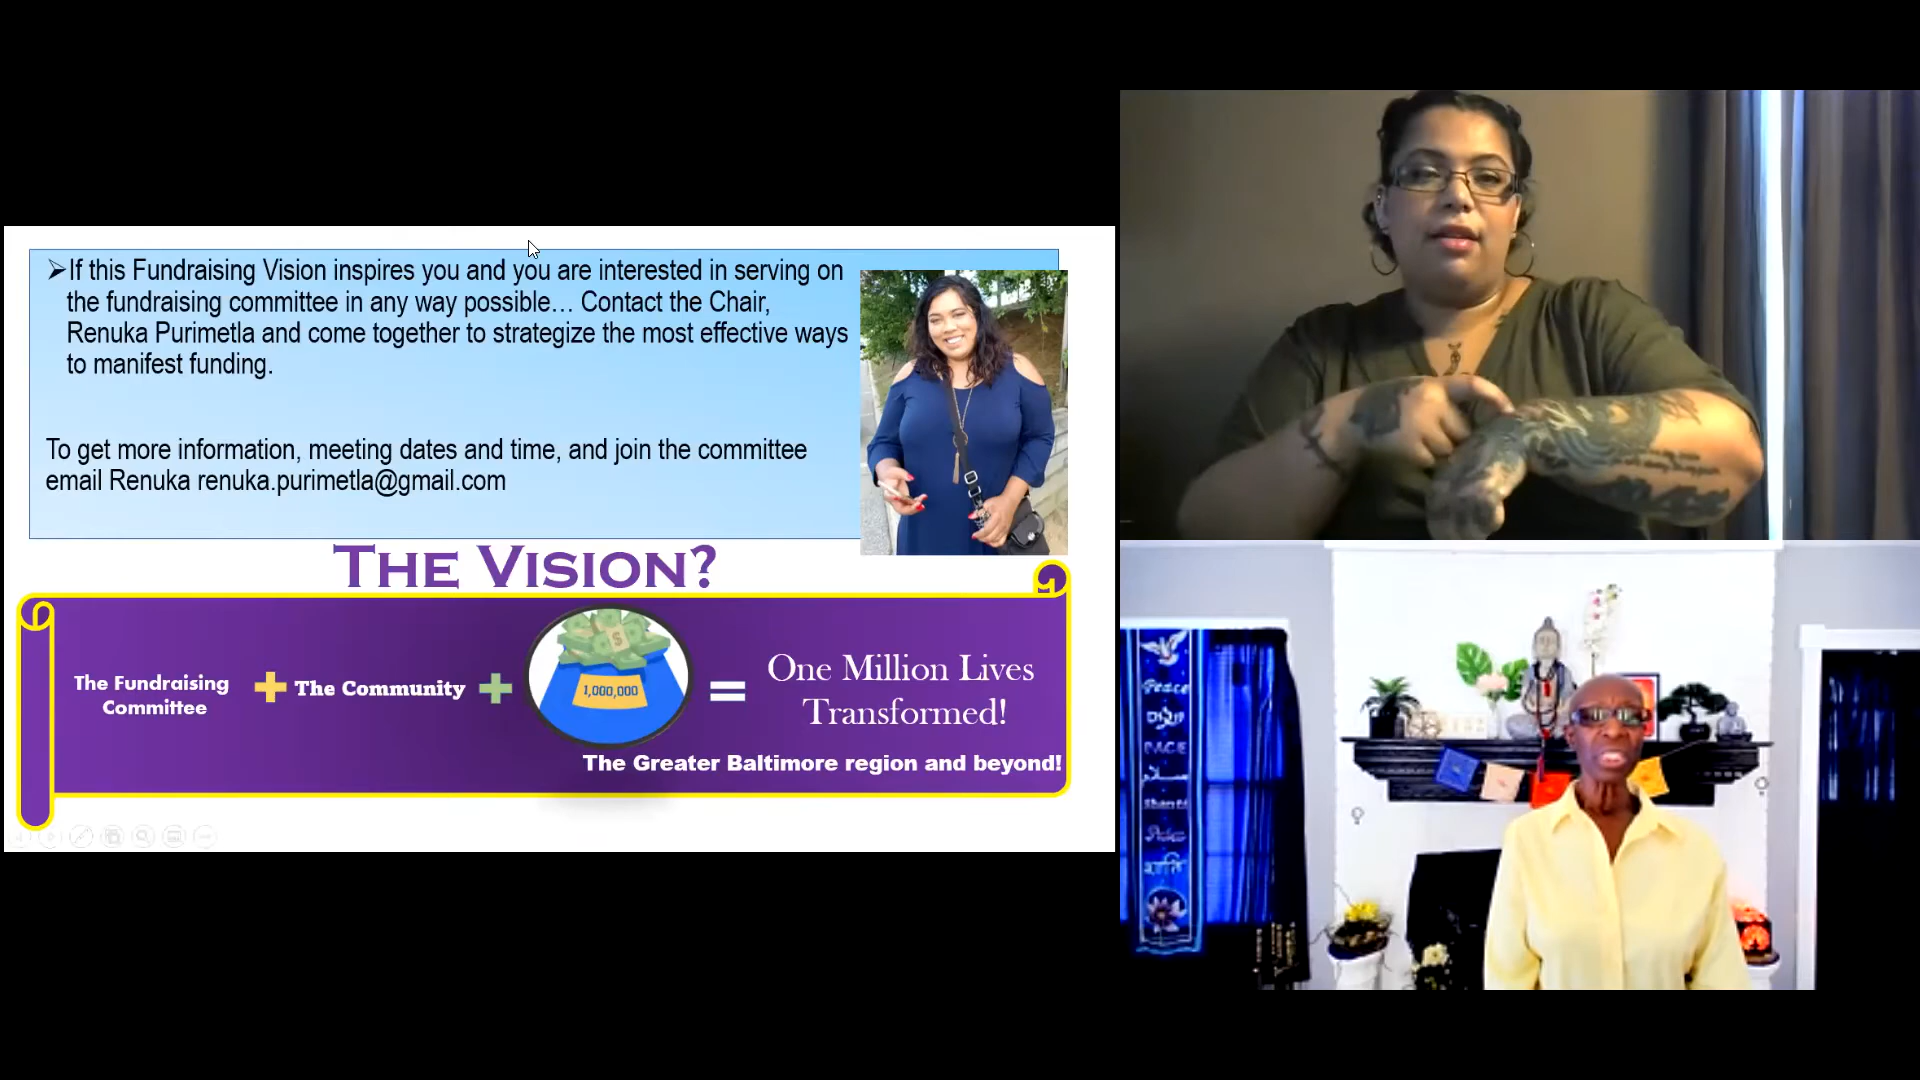 ➢If this Fundraising Vision inspires you and you are interested in serving on
the fundraising committee in any way possible… Contact the Chair,
Renuka Purimetla and come together to strategize the most effective ways
to manifest funding.
To get more information, meeting dates and time, and join the committee
email Renuka renuka.purimetla@gmail.com
THE VISION?
The Fundraising
Committee
+ The Community +
1,000,000
=
One Million Lives
Transformed!
The Greater Baltimore region and beyond!
Peace
PACE
Shanti